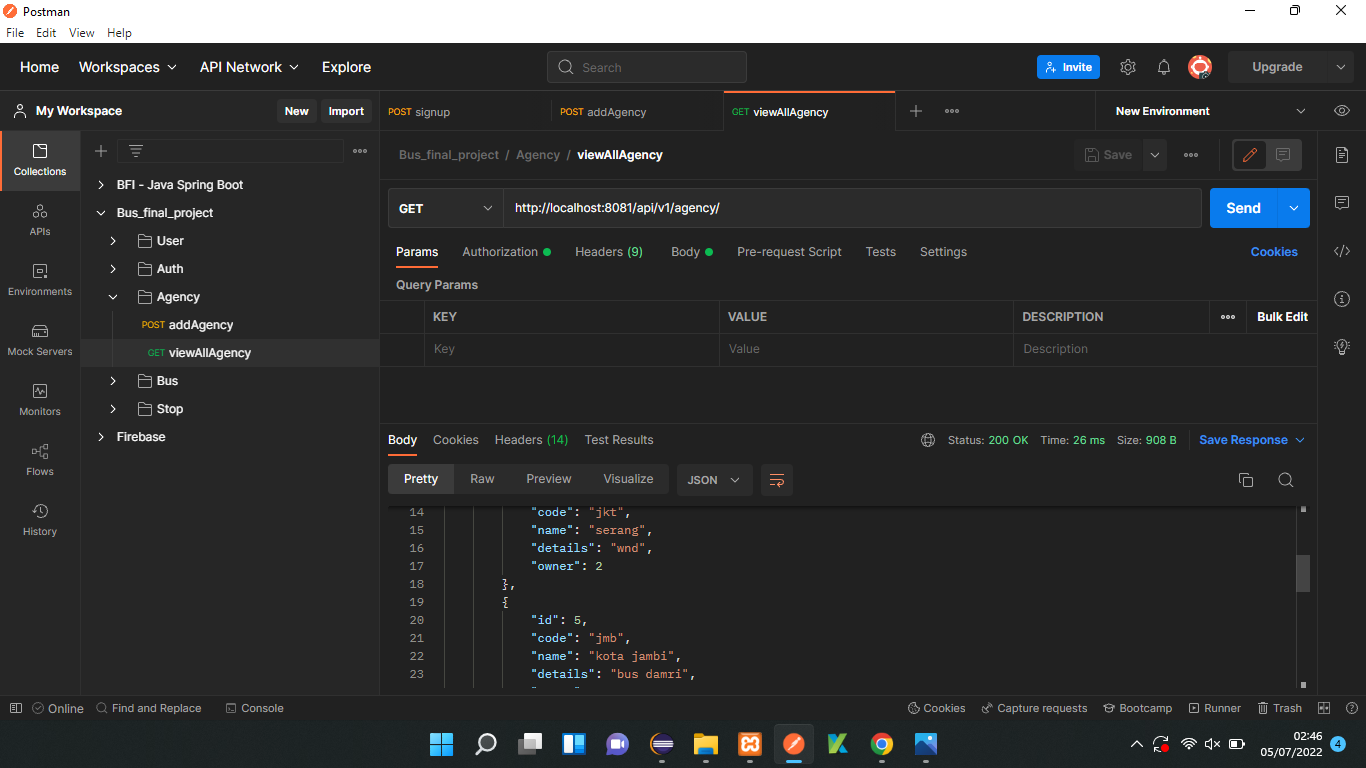 Postman
File Edit View Help
Home Workspaces API Network Explore Search Invite Upgrade
My Workspace New Import POST signup POST addAgency GET viewAllAgency New Environment
Bus_final_project / Agency / viewAllAgency Save
Collections
APIs
Environments
Mock Servers
Monitors
Flows
History
BFI - Java Spring Boot
Bus_final_project
User
Auth
Agency
POST addAgency
GET viewAllAgency
Bus
Stop
Firebase
GET http://localhost:8081/api/v1/agency/ Send
Params Authorization Headers (9) Body Pre-request Script Tests Settings Cookies
Query Params
KEY VALUE DESCRIPTION Bulk Edit
Key Value Description
Body Cookies Headers (14) Test Results Status: 200 OK Time: 26 ms Size: 908 B Save Response
Pretty Raw Preview Visualize JSON
14 "code": "jkt",
15 "name": "serang",
16 "details": "wnd",
17 "owner": 2
18 },
19 {
20 "id": 5,
21 "code": "jmb",
22 "name": "kota jambi",
23 "details": "bus damri",
Online Find and Replace Console Cookies Capture requests Bootcamp Runner Trash
02:46
05/07/2022 4